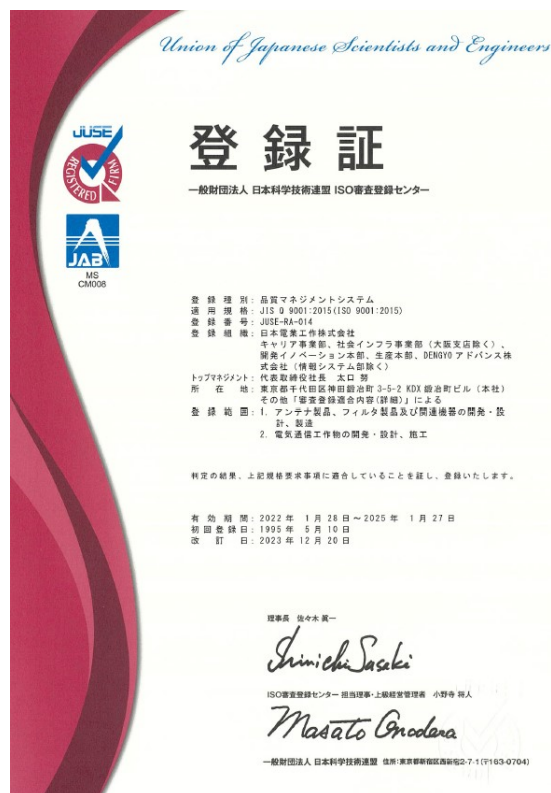 Union of Japanese Scientists and Engineers
JUSE
REGISTERED FIRM
登録証
一般財団法人 日本科学技術連盟 ISO審査登録センター
JAB
MS
CM008
登録種別: 品質マネジメントシステム
適用規格: JIS Q 9001:2015(ISO 9001:2015)
登録番号: JUSE-RA-014
登録組織: 日本電業工作株式会社
キャリア事業部、社会インフラ事業部(大阪支店除く)、
開発イノベーション本部、生産本部、DENGYO アドバンス株
式会社(情報システム部除く)
トップマネジメント: 代表取締役社長 太口 努
所在地: 東京都千代田区神田鍛冶町 3-5-2 KDX 鍛冶町ビル(本社)
その他「審査登録適合内容(詳細)」による
登録範囲: 1. アンテナ製品、フィルタ製品及び関連機器の開発・設
計、製造
2. 電気通信工作物の開発・設計、施工
判定の結果、上記規格要求事項に適合していることを証し、登録いたします。
有効期間: 2022年 1月28日~2025年 1月27日
初回登録日: 1995年 5月10日
改訂日: 2023年12月20日
理事長 佐々木 眞一
Shinichi Sasaki
ISO審査登録センター 担当理事・上級経営管理者 小野寺 将人
Masato Onodera
一般財団法人 日本科学技術連盟 住所:東京都新宿区西新宿2-7-1(〒163-0704)